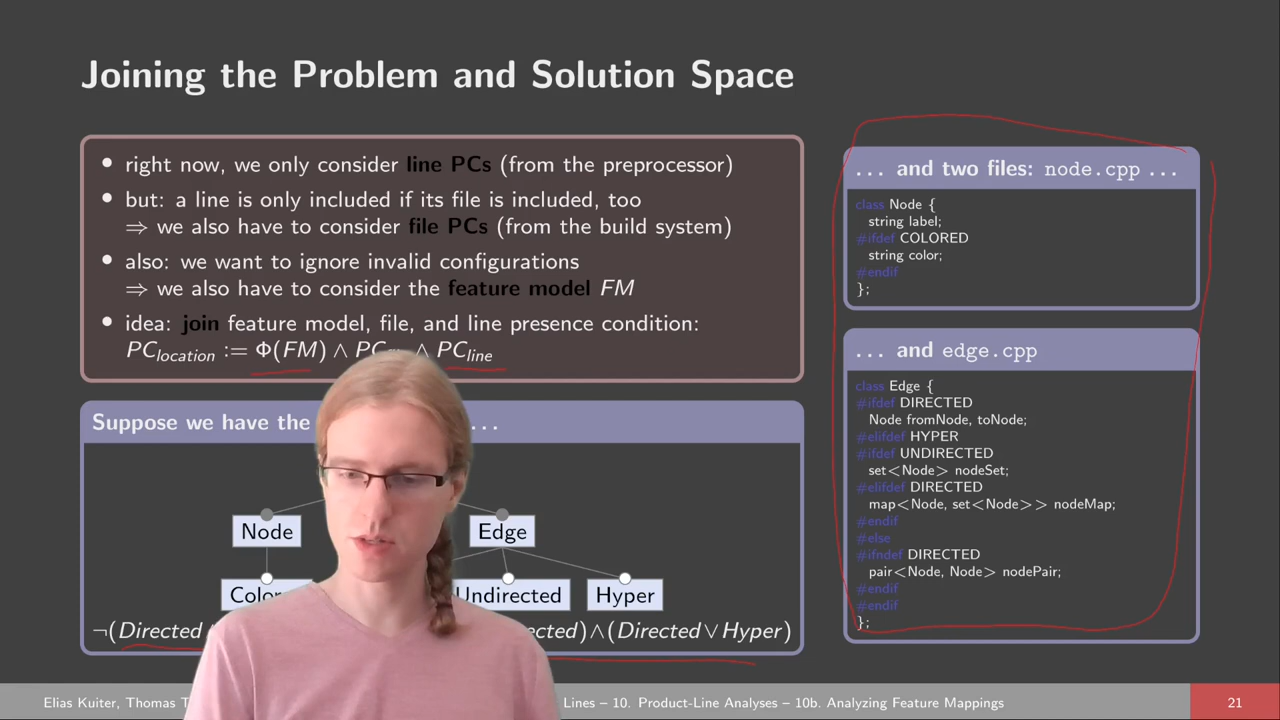 Joining the Problem and Solution Space
• right now, we only consider line PCs (from the preprocessor)
• but: a line is only included if its file is included, too
⇒ we also have to consider file PCs (from the build system)
• also: we want to ignore invalid configurations
⇒ we also have to consider the feature model FM
• idea: join feature model, file, and line presence condition:
PC_location := Φ(FM) ∧ PC ∧ PC_line
Suppose we have the ...
Node
Edge
Undirected
Hyper
¬(Directed ∧(Directed∨Hyper)
... and two files: node.cpp ...
class Node {
string label;
#ifdef COLORED
string color;
#endif
};
... and edge.cpp
class Edge {
#ifdef DIRECTED
Node fromNode, toNode;
#elifdef HYPER
#ifdef UNDIRECTED
set<Node> nodeSet;
#elifdef DIRECTED
map<Node, set<Node>> nodeMap;
#endif
#else
#ifndef DIRECTED
pair<Node, Node> nodePair;
#endif
#endif
};
Elias Kuiter, Thomas Lines – 10. Product-Line Analyses – 10b. Analyzing Feature Mappings
21